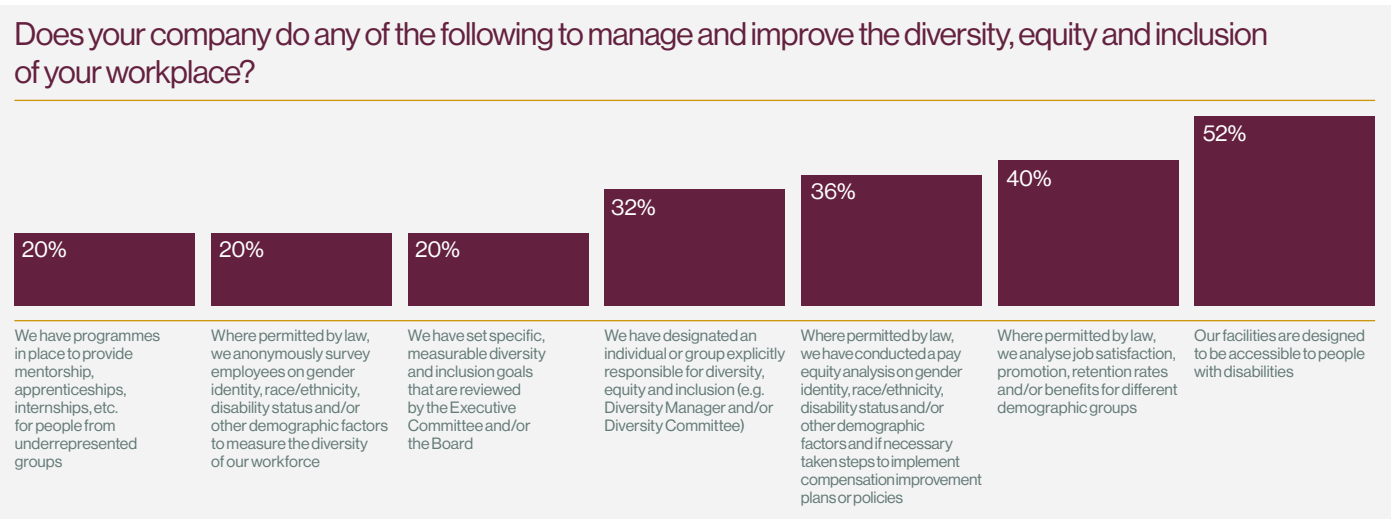 Does your company do any of the following to manage and improve the diversity, equity and inclusion
of your workplace?
20%
20%
20%
32%
36%
40%
52%
We have programmes
in place to provide
mentorship,
apprenticeships,
internships, etc.
for people from
underrepresented
groups
Where permitted by law,
we anonymously survey
employees on gender
identity, race/ethnicity,
disability status and/or
other demographic factors
to measure the diversity
of our workforce
We have set specific,
measurable diversity
and inclusion goals
that are reviewed
by the Executive
Committee and/or
the Board
We have designated an
individual or group explicitly
responsible for diversity,
equity and inclusion (e.g.
Diversity Manager and/or
Diversity Committee)
Where permitted by law,
we have conducted a pay
equity analysis on gender
identity, race/ethnicity,
disability status and/or
other demographic
factors and if necessary
taken steps to implement
compensation improvement
plans or policies
Where permitted by law,
we analyse job satisfaction,
promotion, retention rates
and/or benefits for different
demographic groups
Our facilities are designed
to be accessible to people
with disabilities